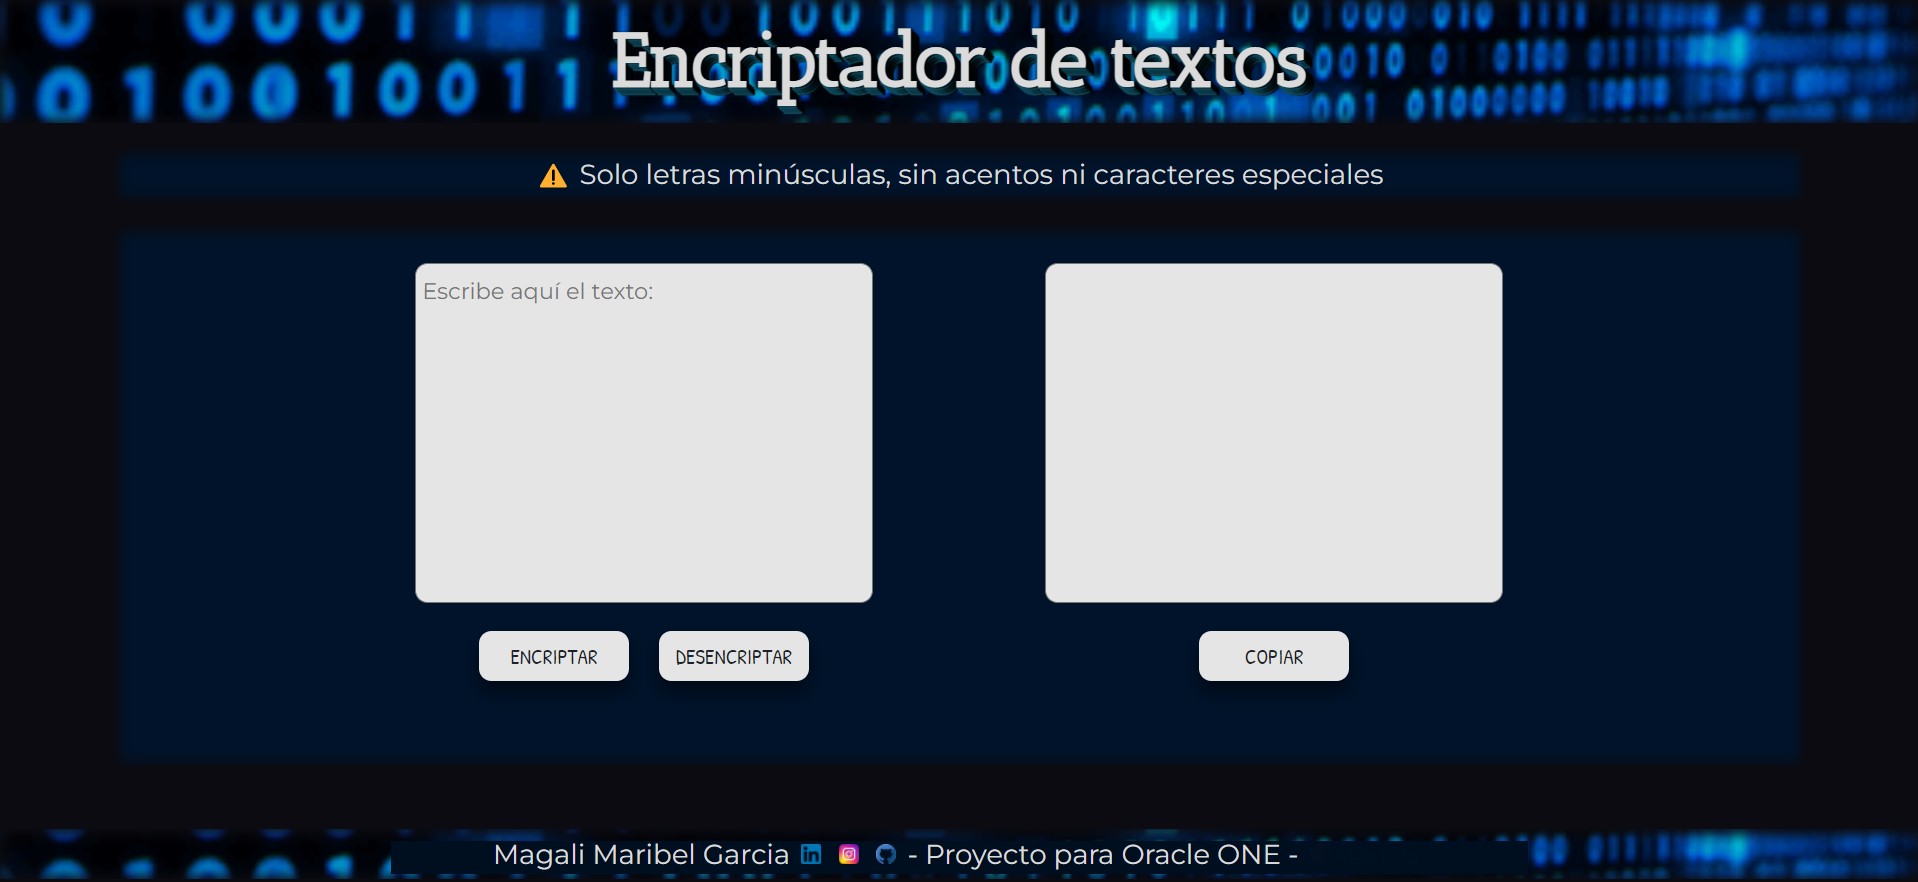 Encriptador de textos
⚠ Solo letras minúsculas, sin acentos ni caracteres especiales
Escribe aquí el texto:
ENCRIPTAR DESENCRIPTAR COPIAR
Magali Maribel Garcia - Proyecto para Oracle ONE -